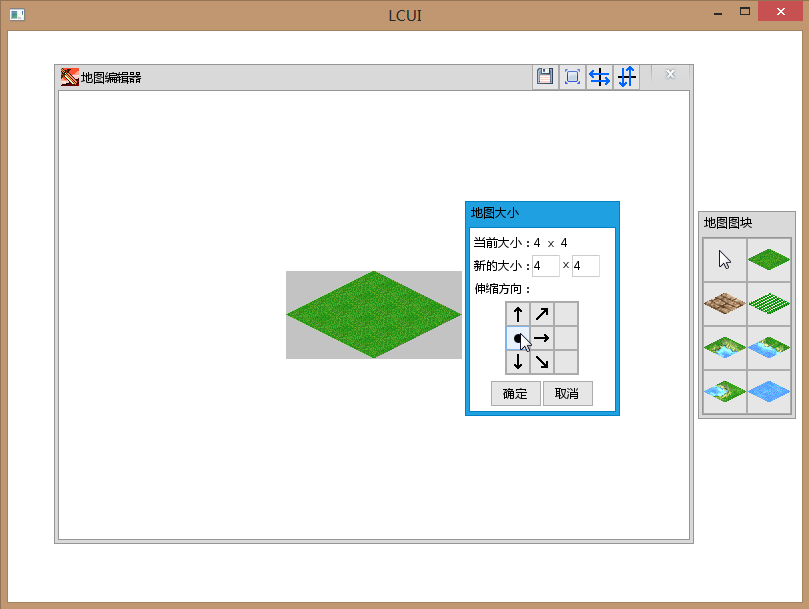 LCUI
地图编辑器
地图大小
当前大小：4 x 4
新的大小：4 x 4
伸缩方向：
确定 取消
地图图块